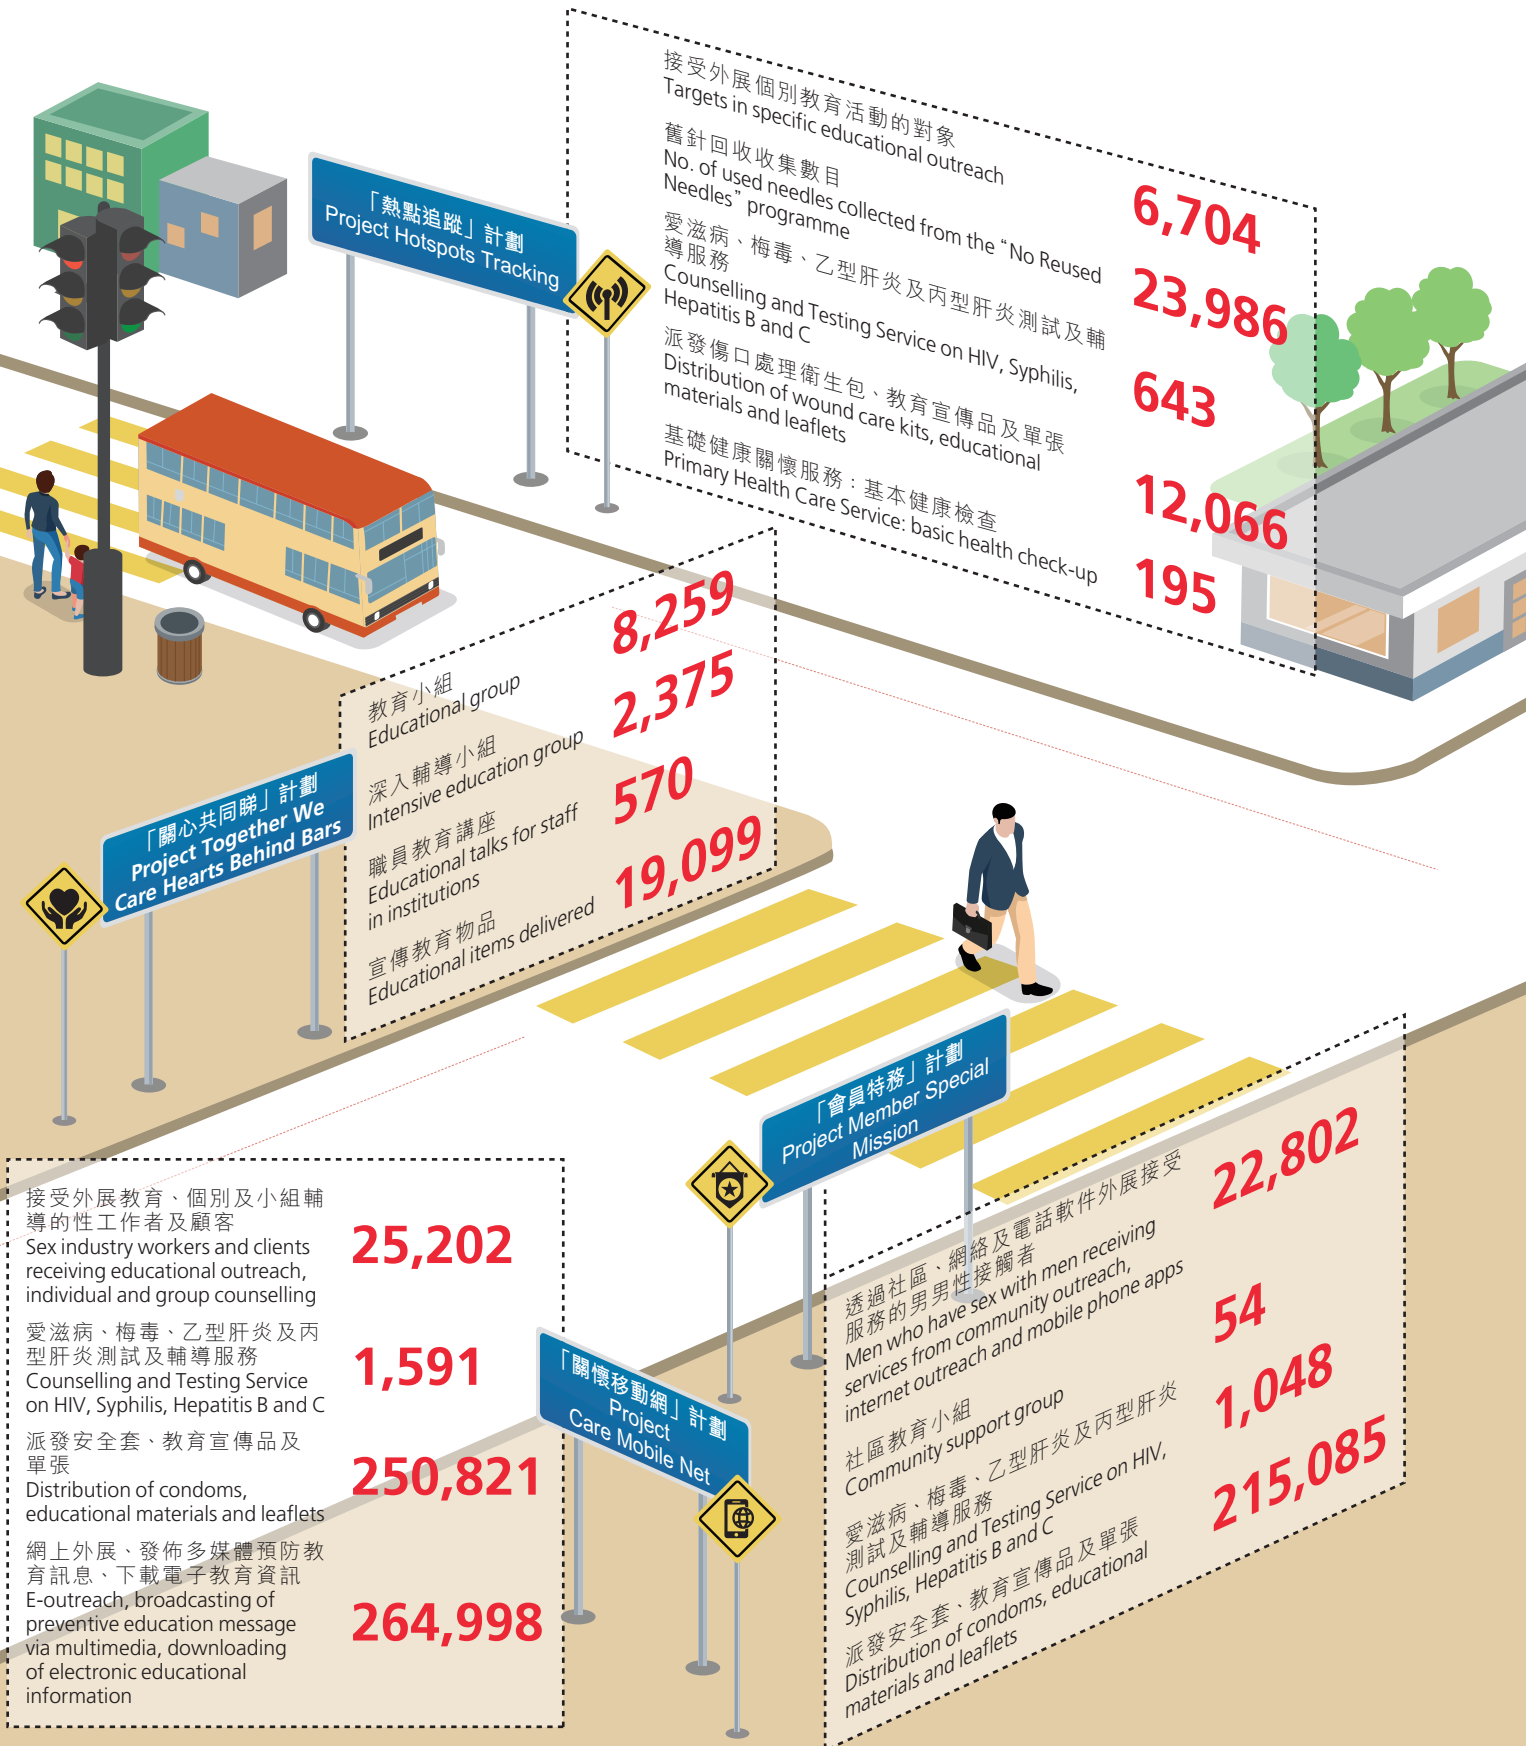 「熱點追蹤」計劃
Project Hotspots Tracking
接受外展個別教育活動的對象
Targets in specific educational outreach
6,704
舊針回收收集數目
No. of used needles collected from the “No Reused
Needles” programme
23,986
愛滋病、梅毒、乙型肝炎及丙型肝炎測試及輔
導服務
Counselling and Testing Service on HIV, Syphilis,
Hepatitis B and C
643
派發傷口處理衛生包、教育宣傳品及單張
Distribution of wound care kits, educational
materials and leaflets
12,066
基礎健康關懷服務：基本健康檢查
Primary Health Care Service: basic health check-up
195
「關心共同睇」計劃
Project Together We
Care Hearts Behind Bars
教育小組
Educational group
8,259
深入輔導小組
Intensive education group
2,375
職員教育講座
Educational talks for staff
in institutions
570
宣傳教育物品
Educational items delivered
19,099
「會員特務」計劃
Project Member Special
Mission
透過社區、網絡及電話軟件外展接受
服務的男男性接觸者
Men who have sex with men receiving
services from community outreach,
internet outreach and mobile phone apps
22,802
社區教育小組
Community support group
54
愛滋病、梅毒、乙型肝炎及丙型肝炎
測試及輔導服務
Counselling and Testing Service on HIV,
Syphilis, Hepatitis B and C
1,048
派發安全套、教育宣傳品及單張
Distribution of condoms, educational
materials and leaflets
215,085
「關懷移動網」計劃
Project
Care Mobile Net
接受外展教育、個別及小組輔
導的性工作者及顧客
Sex industry workers and clients
receiving educational outreach,
individual and group counselling
25,202
愛滋病、梅毒、乙型肝炎及丙
型肝炎測試及輔導服務
Counselling and Testing Service
on HIV, Syphilis, Hepatitis B and C
1,591
派發安全套、教育宣傳品及
單張
Distribution of condoms,
educational materials and leaflets
250,821
網上外展、發佈多媒體預防教
育訊息、下載電子教育資訊
E-outreach, broadcasting of
preventive education message
via multimedia, downloading
of electronic educational
information
264,998